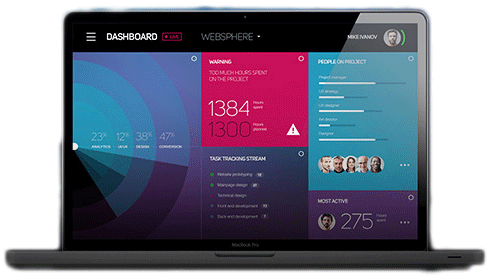 DASHBOARD
LIVE
WEBSPHERE
MIKE IVANOV
23%
ANALYTICS
12%
UI/UX
38%
DESIGN
47%
CONVERSION
WARNING
TOO MUCH HOURS SPENT
ON THE PROJECT
1384
Hours
spent
1300
Hours
planned
TASK TRACKING STREAM
Website prototyping
Mainpage design
Technical design
Front-end development
Back-end development
PEOPLE ON PROJECT
Project manager
UX strategy
UX designer
Art director
Designer
MOST ACTIVE
275
Hours
spent
MacBook Pro